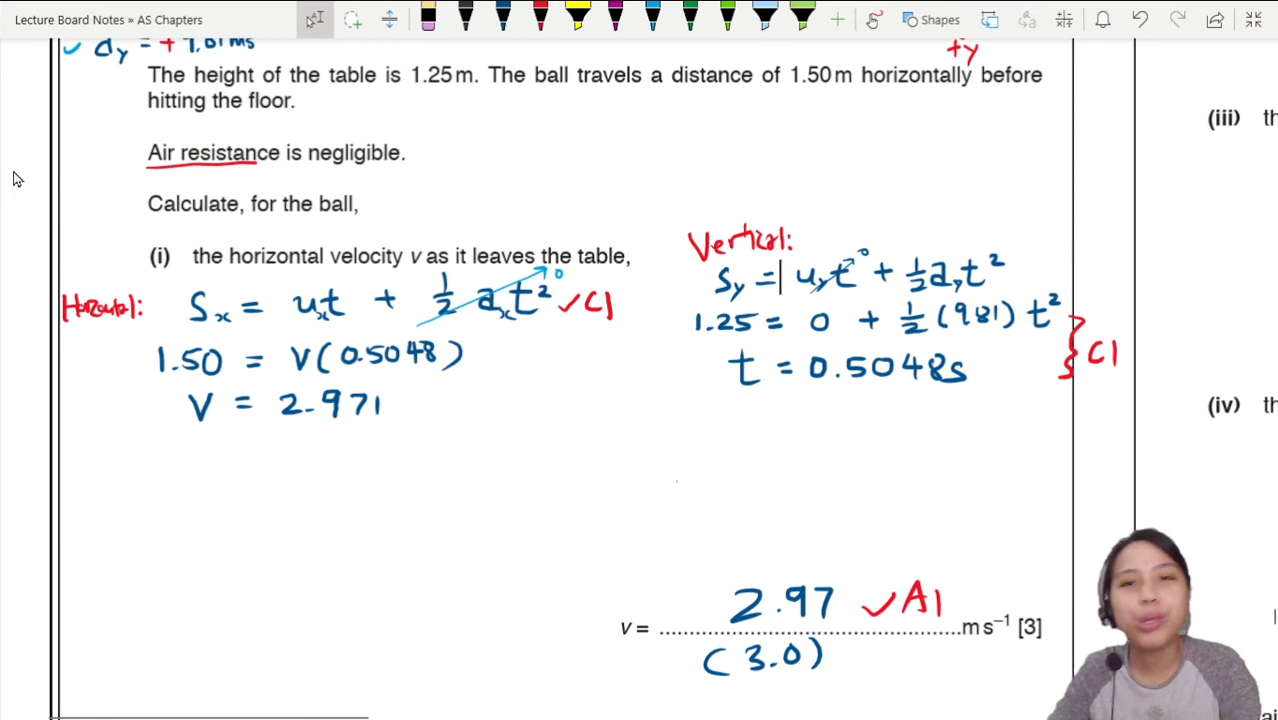 Lecture Board Notes » AS Chapters
Shapes
+y
The height of the table is 1.25 m. The ball travels a distance of 1.50 m horizontally before
hitting the floor.
Air resistance is negligible.
Calculate, for the ball,
(i) the horizontal velocity v as it leaves the table,
Horizontal:
Sₓ = uₓt + ½ aₓt² → 0 ✓C1
1.50 = V(0.5048)
V = 2.971
Vertical:
Sy = uyt → 0 + ½ayt²
1.25 = 0 + ½(9.81)t²
t = 0.5048s
C1
2.97 ✓A1
v = ........................................ m s⁻¹ [3]
(3.0)
(iii) th
(iv) th